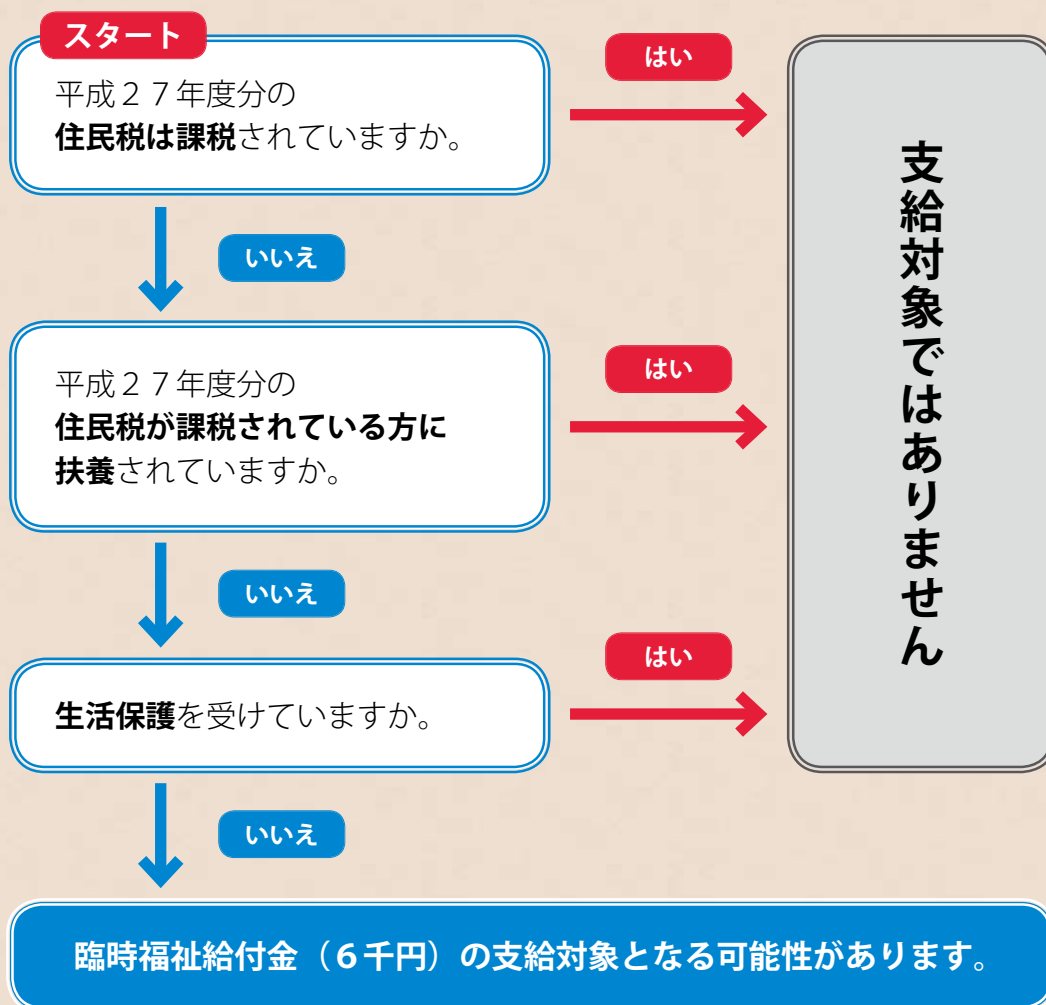 スタート
平成２７年度分の
住民税は課税されていますか。
はい
いいえ
平成２７年度分の
住民税が課税されている方に
扶養されていますか。
はい
いいえ
生活保護を受けていますか。
はい
いいえ
支給対象ではありません
臨時福祉給付金（６千円）の支給対象となる可能性があります。